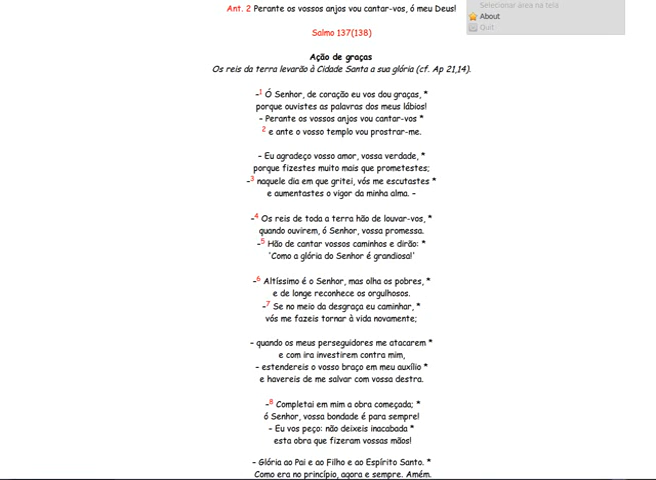 Ant. 2 Perante os vossos anjos vou cantar-vos, ó meu Deus!
Selecionar área na tela
About
Quit
Salmo 137(138)
Ação de graças
Os reis da terra levarão à Cidade Santa a sua glória (cf. Ap 21,14).
–1 Ó Senhor, de coração eu vos dou graças, *
porque ouvistes as palavras dos meus lábios!
– Perante os vossos anjos vou cantar-vos *
2 e ante o vosso templo vou prostrar-me.
– Eu agradeço vosso amor, vossa verdade, *
porque fizestes muito mais que prometestes;
–3 naquele dia em que gritei, vós me escutastes *
e aumentastes o vigor da minha alma. –
–4 Os reis de toda a terra hão de louvar-vos, *
quando ouvirem, ó Senhor, vossa promessa.
–5 Hão de cantar vossos caminhos e dirão: *
'Como a glória do Senhor é grandiosa!'
–6 Altíssimo é o Senhor, mas olha os pobres, *
e de longe reconhece os orgulhosos.
–7 Se no meio da desgraça eu caminhar, *
vós me fazeis tornar à vida novamente;
– quando os meus perseguidores me atacarem *
e com ira investirem contra mim,
– estendereis o vosso braço em meu auxílio *
e havereis de me salvar com vossa destra.
–8 Completai em mim a obra começada; *
ó Senhor, vossa bondade é para sempre!
– Eu vos peço: não deixeis inacabada *
esta obra que fizeram vossas mãos!
– Glória ao Pai e ao Filho e ao Espírito Santo. *
Como era no princípio, agora e sempre. Amém.